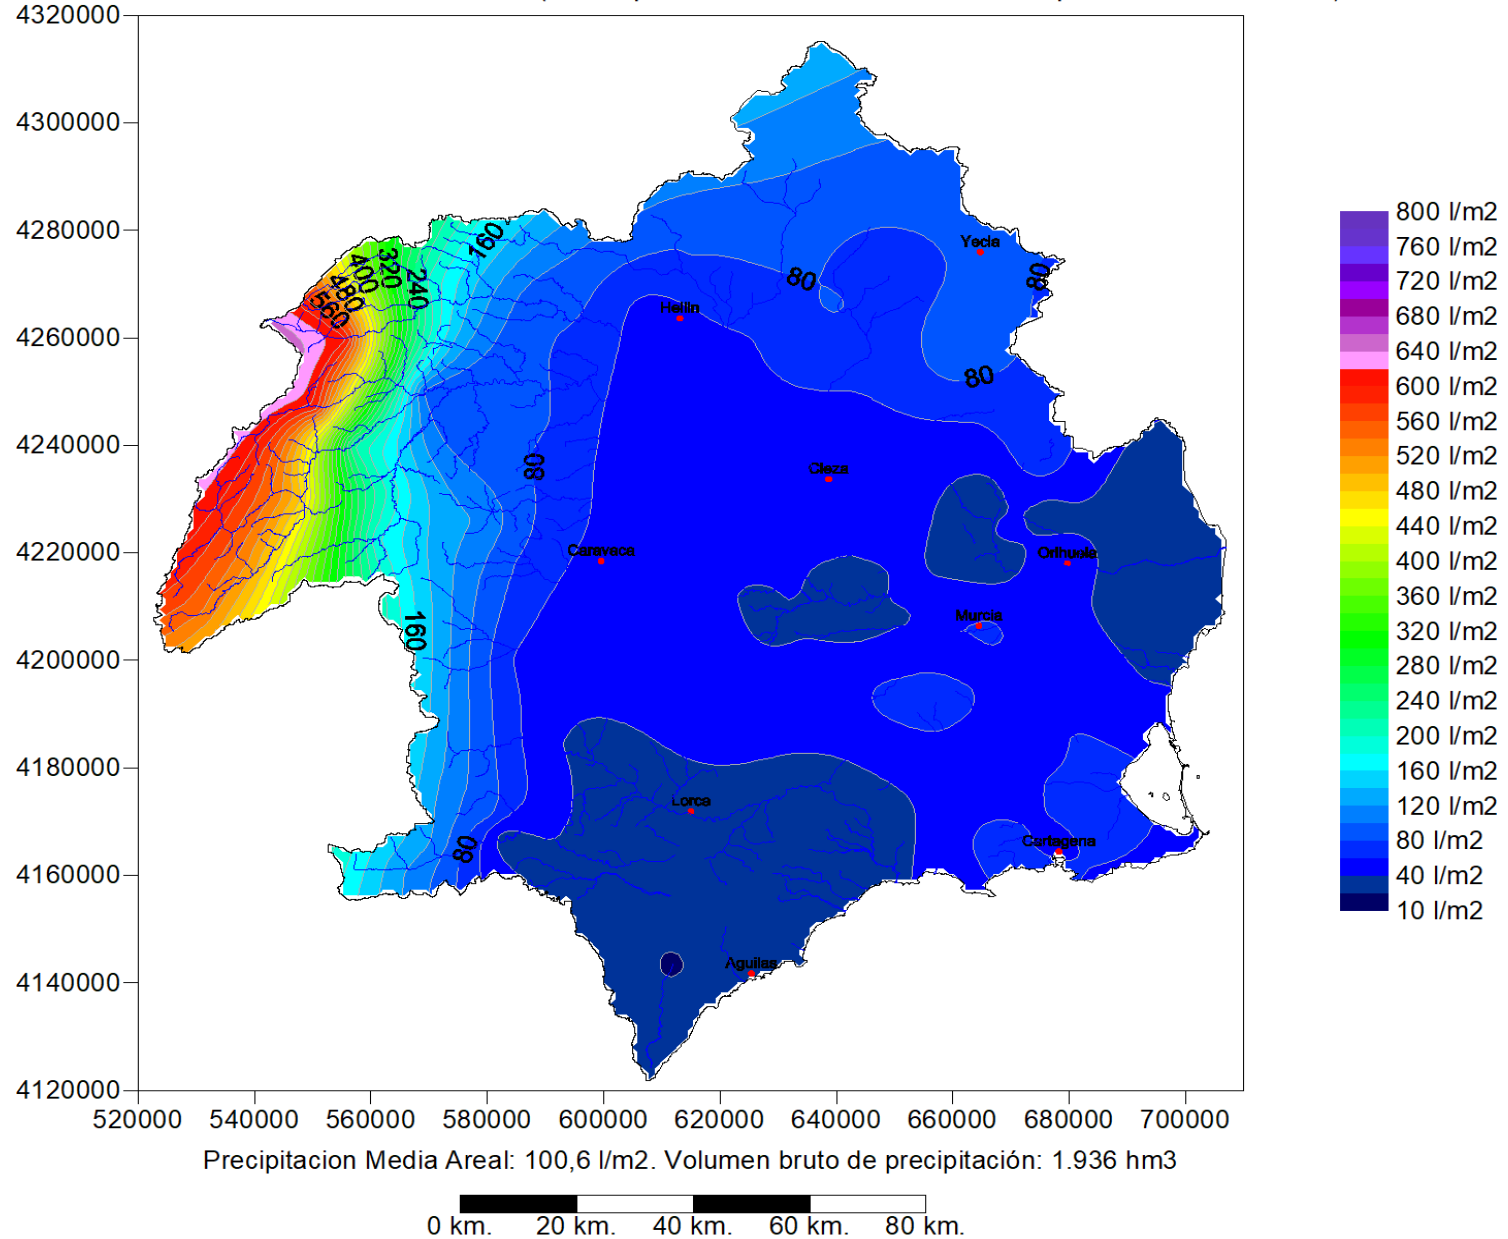 4320000
4300000
4280000
4260000
4240000
4220000
4200000
4180000
4160000
4140000
4120000
520000 540000 560000 580000 600000 620000 640000 660000 680000 700000
160
320
400
240
480
560
80
80
80
80
160
80
Yecla
Hellin
Cieza
Caravaca
Orihuela
Murcia
Lorca
Cartagena
Aguilas
800 l/m2
760 l/m2
720 l/m2
680 l/m2
640 l/m2
600 l/m2
560 l/m2
520 l/m2
480 l/m2
440 l/m2
400 l/m2
360 l/m2
320 l/m2
280 l/m2
240 l/m2
200 l/m2
160 l/m2
120 l/m2
80 l/m2
40 l/m2
10 l/m2
Precipitacion Media Areal: 100,6 l/m2. Volumen bruto de precipitación: 1.936 hm3
0 km. 20 km. 40 km. 60 km. 80 km.